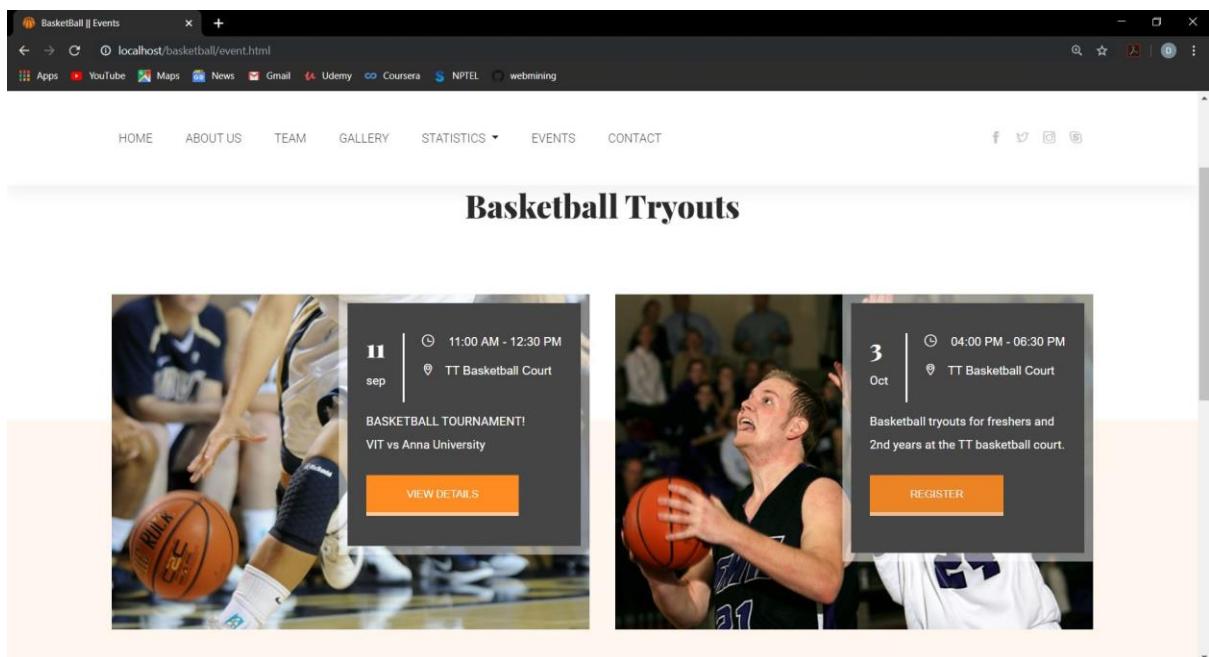 BasketBall || Events
localhost/basketball/event.html
D
Apps YouTube Maps News Gmail Udemy Coursera NPTEL webmining
HOME ABOUT US TEAM GALLERY STATISTICS EVENTS CONTACT
Basketball Tryouts
11
sep
11:00 AM - 12:30 PM
TT Basketball Court
BASKETBALL TOURNAMENT!
VIT vs Anna University
VIEW DETAILS
3
Oct
04:00 PM - 06:30 PM
TT Basketball Court
Basketball tryouts for freshers and
2nd years at the TT basketball court.
REGISTER
ROCK
21
24